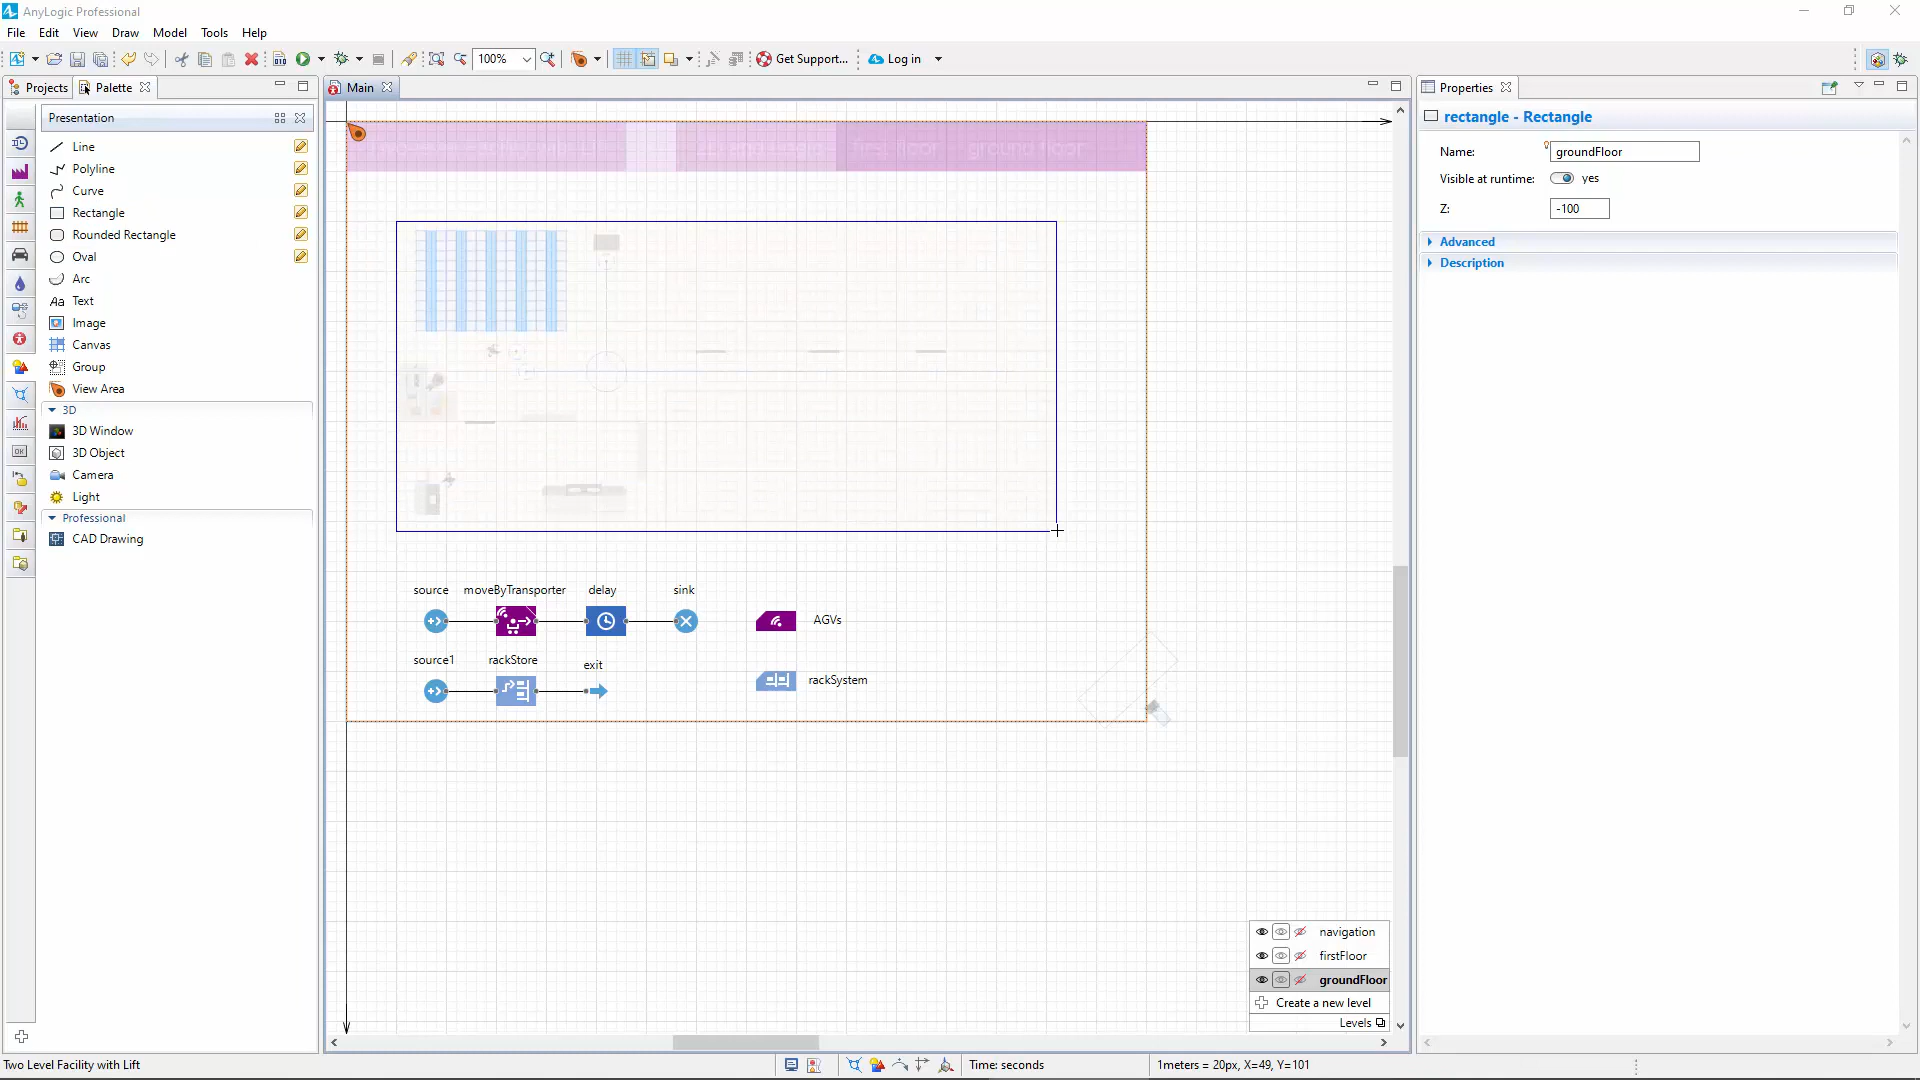 AnyLogic Professional
File Edit View Draw Model Tools Help
100% Get Support... Log in
Projects Palette
Main
Properties
Presentation
Line
Polyline
Curve
Rectangle
Rounded Rectangle
Oval
Arc
Text
Image
Canvas
Group
View Area
3D
3D Window
3D Object
Camera
Light
Professional
CAD Drawing
first floor ground floor
source moveByTransporter delay sink
AGVs
source1 rackStore exit
rackSystem
navigation
firstFloor
groundFloor
Create a new level
Levels
rectangle - Rectangle
Name: groundFloor
Visible at runtime: yes
Z: -100
Advanced
Description
Two Level Facility with Lift
Time: seconds
1meters = 20px, X=49, Y=101